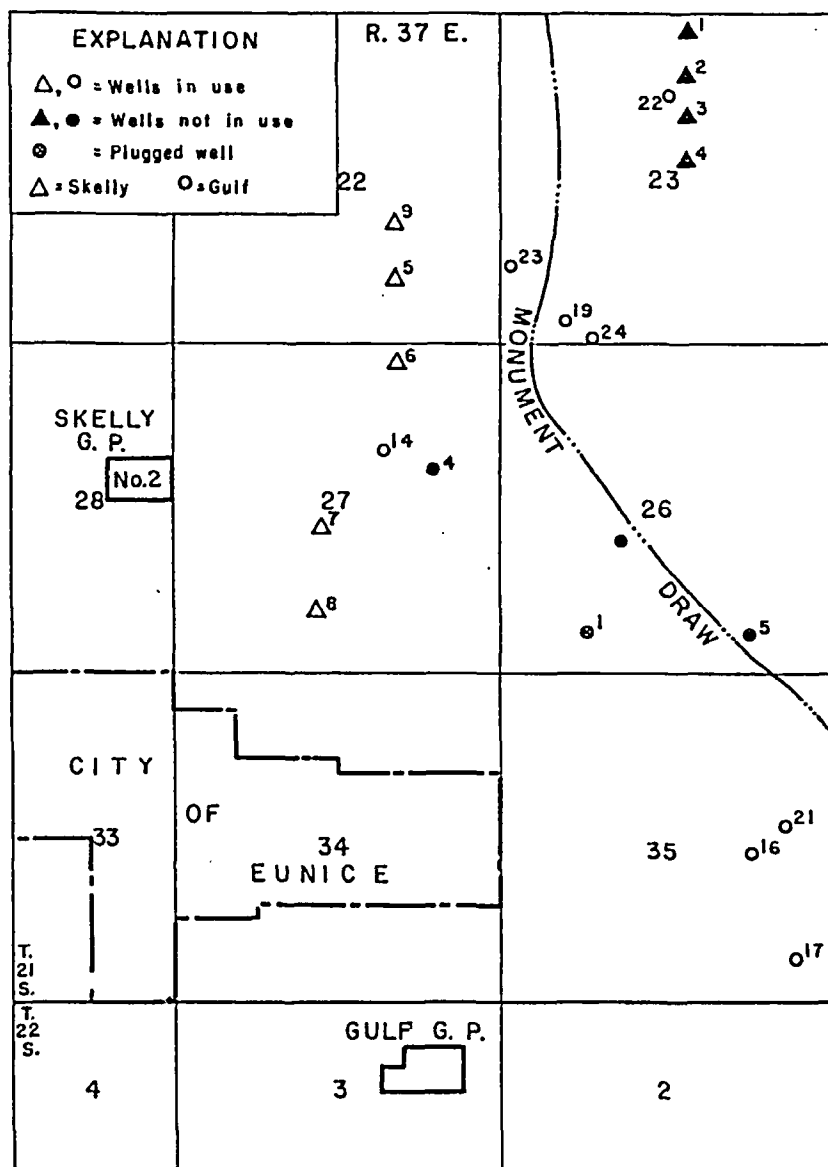 EXPLANATION
△, ○ = Wells in use
▲, ● = Wells not in use
⊗ = Plugged well
△ = Skelly ○ = Gulf
R. 37 E.
1
2
22
3
4
23
22
9
5
23
19
24
6
MONUMENT
SKELLY
G. P.
No.2
28
14
4
27
7
26
8
1
DRAW
5
CITY
OF
EUNICE
33
34
35
21
16
17
T.
21
S.
T.
22
S.
GULF G. P.
4
3
2